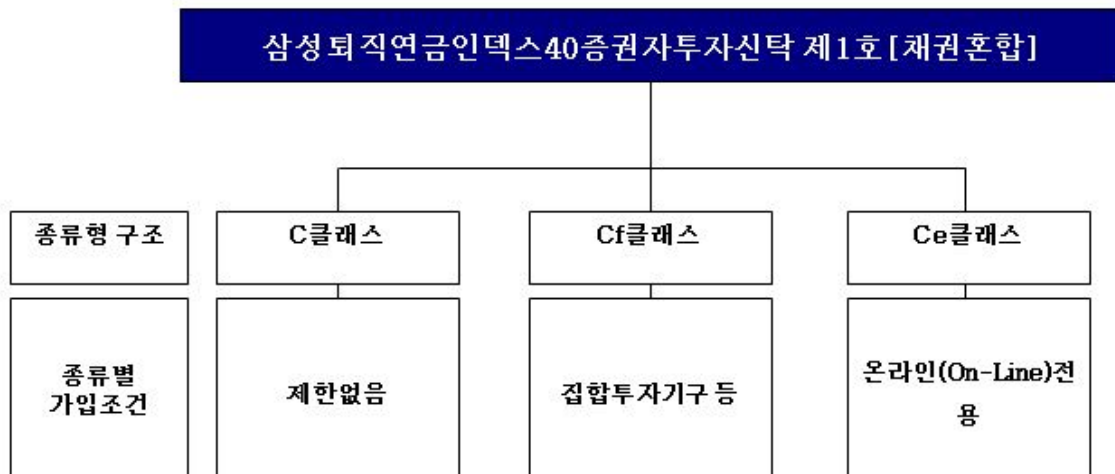 삼성퇴직연금인덱스40증권자투자신탁 제1호[채권혼합]
종류형 구조
C클래스
Cf클래스
Ce클래스
종류별
가입조건
제한없음
집합투자기구 등
온라인(On-Line)전
용